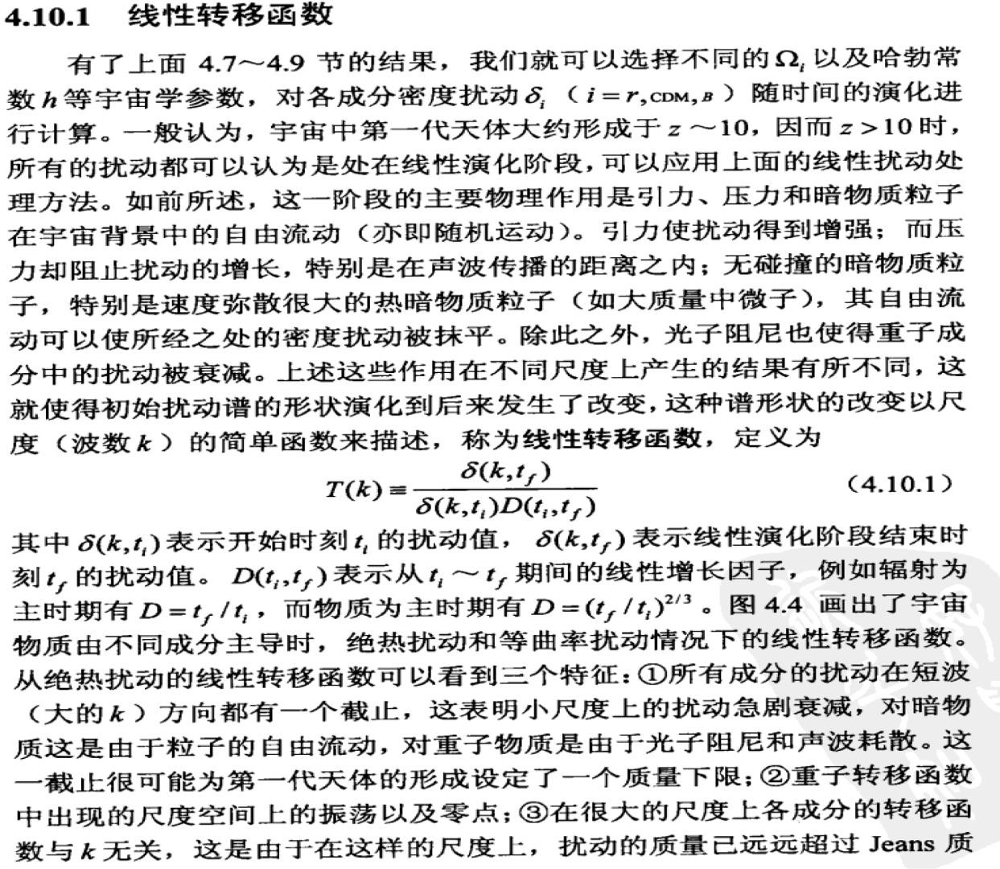 4.10.1 线性转移函数
有了上面 4.7～4.9 节的结果，我们就可以选择不同的Ωᵢ以及哈勃常
数h等宇宙学参数，对各成分密度扰动δᵢ（i=r,CDM,B）随时间的演化进
行计算。一般认为，宇宙中第一代天体大约形成于z～10，因而z>10时，
所有的扰动都可以认为是处在线性演化阶段，可以应用上面的线性扰动处
理方法。如前所述，这一阶段的主要物理作用是引力、压力和暗物质粒子
在宇宙背景中的自由流动（亦即随机运动）。引力使扰动得到增强；而压
力却阻止扰动的增长，特别是在声波传播的距离之内；无碰撞的暗物质粒
子，特别是速度弥散很大的热暗物质粒子（如大质量中微子），其自由流
动可以使所经之处的密度扰动被抹平。除此之外，光子阻尼也使得重子成
分中的扰动被衰减。上述这些作用在不同尺度上产生的结果有所不同，这
就使得初始扰动谱的形状演化到后来发生了改变，这种谱形状的改变以尺
度（波数k）的简单函数来描述，称为线性转移函数，定义为
T(k)≡δ(k,t_f)/δ(k,t_i)D(t_i,t_f) （4.10.1）
其中δ(k,t_i)表示开始时刻t_i的扰动值，δ(k,t_f)表示线性演化阶段结束时
刻t_f的扰动值。D(t_i,t_f)表示从t_i～t_f期间的线性增长因子，例如辐射为
主时期有D=t_f/t_i，而物质为主时期有D=(t_f/t_i)^{2/3}。图 4.4 画出了宇宙
物质由不同成分主导时，绝热扰动和等曲率扰动情况下的线性转移函数。
从绝热扰动的线性转移函数可以看到三个特征：①所有成分的扰动在短波
（大的k）方向都有一个截止，这表明小尺度上的扰动急剧衰减，对暗物
质这是由于粒子的自由流动，对重子物质是由于光子阻尼和声波耗散。这
一截止很可能为第一代天体的形成设定了一个质量下限；②重子转移函数
中出现的尺度空间上的振荡以及零点；③在很大的尺度上各成分的转移函
数与k无关，这是由于在这样的尺度上，扰动的质量已远远超过 Jeans 质